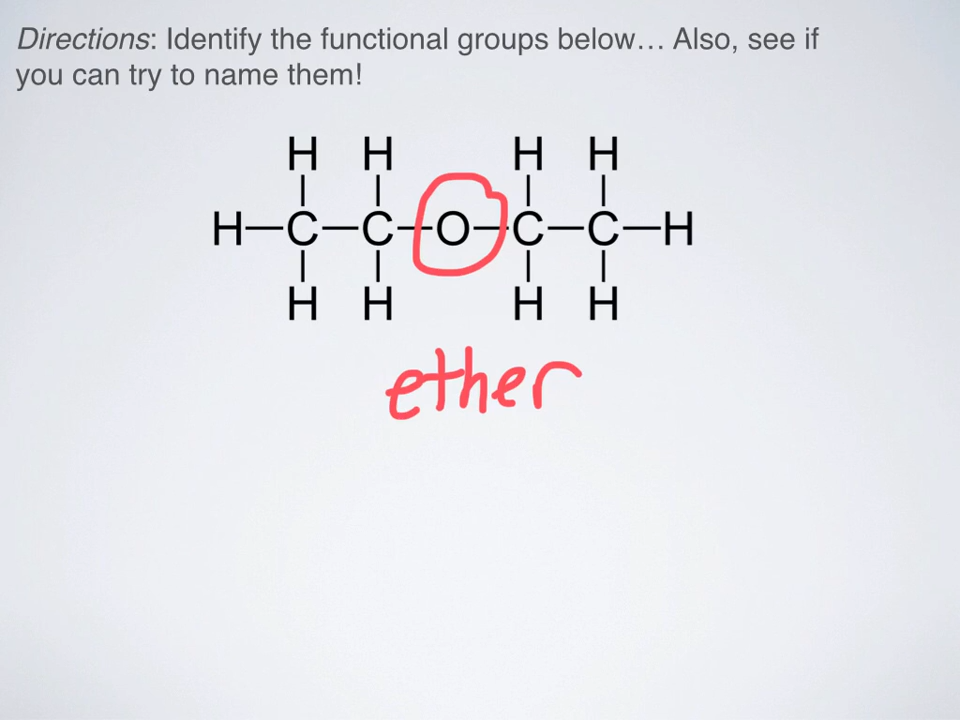 Directions: Identify the functional groups below… Also, see if
you can try to name them!
H H H H
H—C—C—O—C—C—H
H H H H
ether